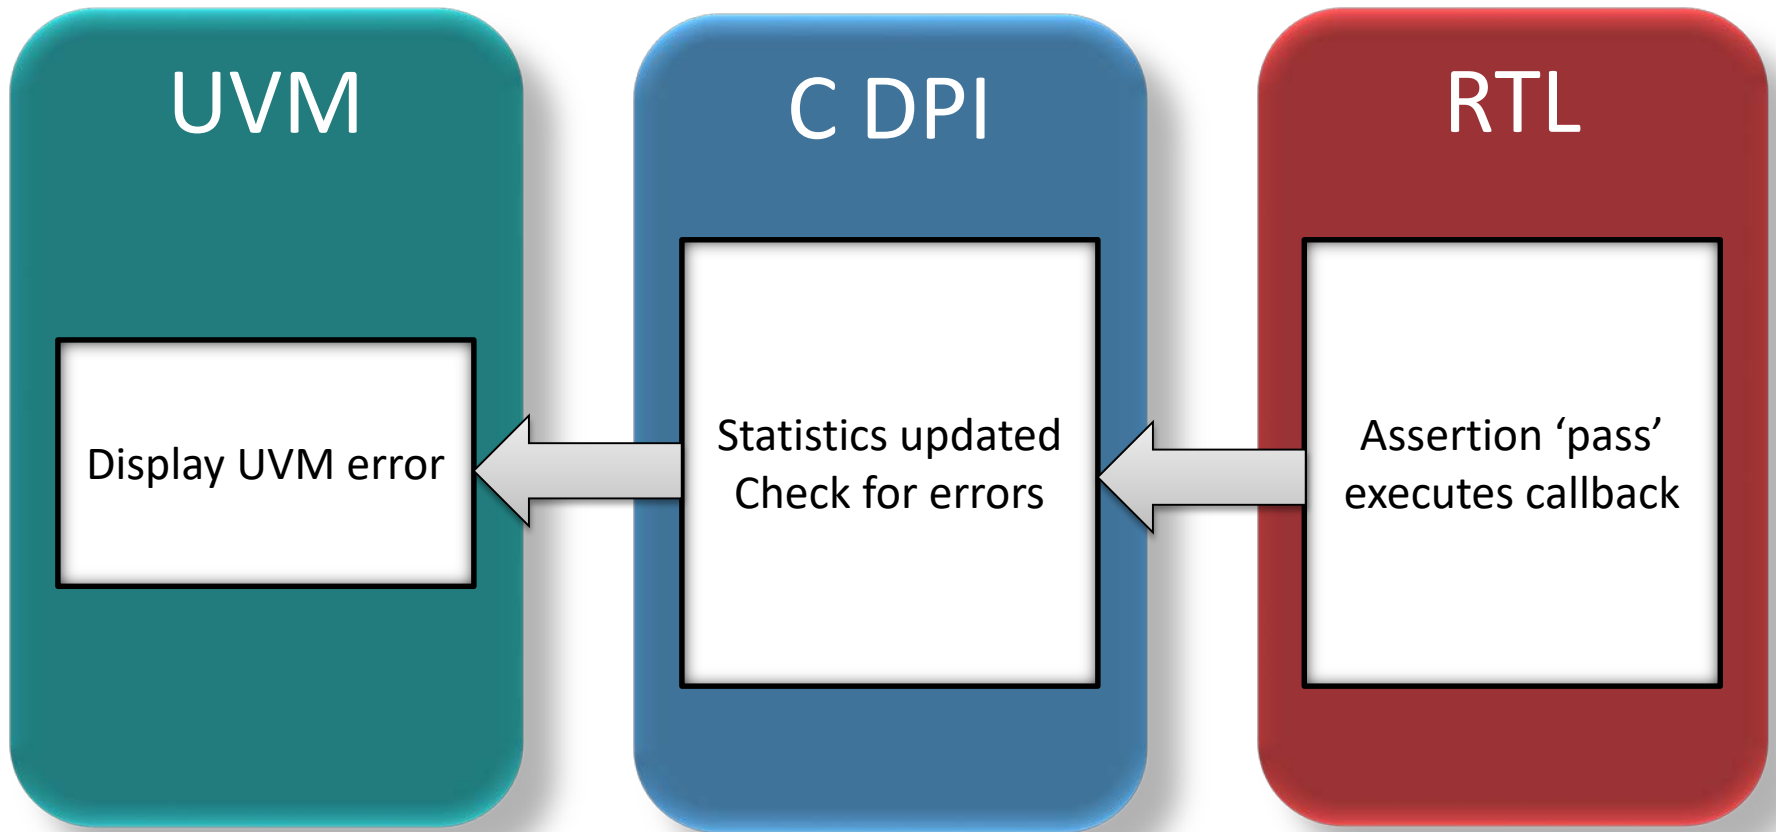 UVM
Display UVM error
C DPI
Statistics updated
Check for errors
RTL
Assertion ‘pass’
executes callback